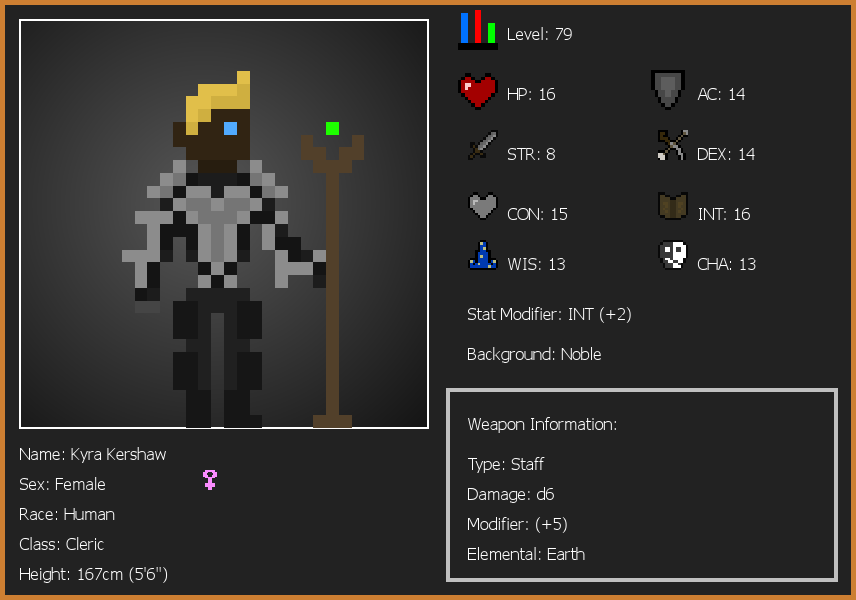 Level: 79
HP: 16
AC: 14
STR: 8
DEX: 14
CON: 15
INT: 16
WIS: 13
CHA: 13
Stat Modifier: INT (+2)
Background: Noble
Weapon Information:
Type: Staff
Damage: d6
Modifier: (+5)
Elemental: Earth
Name: Kyra Kershaw
Sex: Female
Race: Human
Class: Cleric
Height: 167cm (5'6")